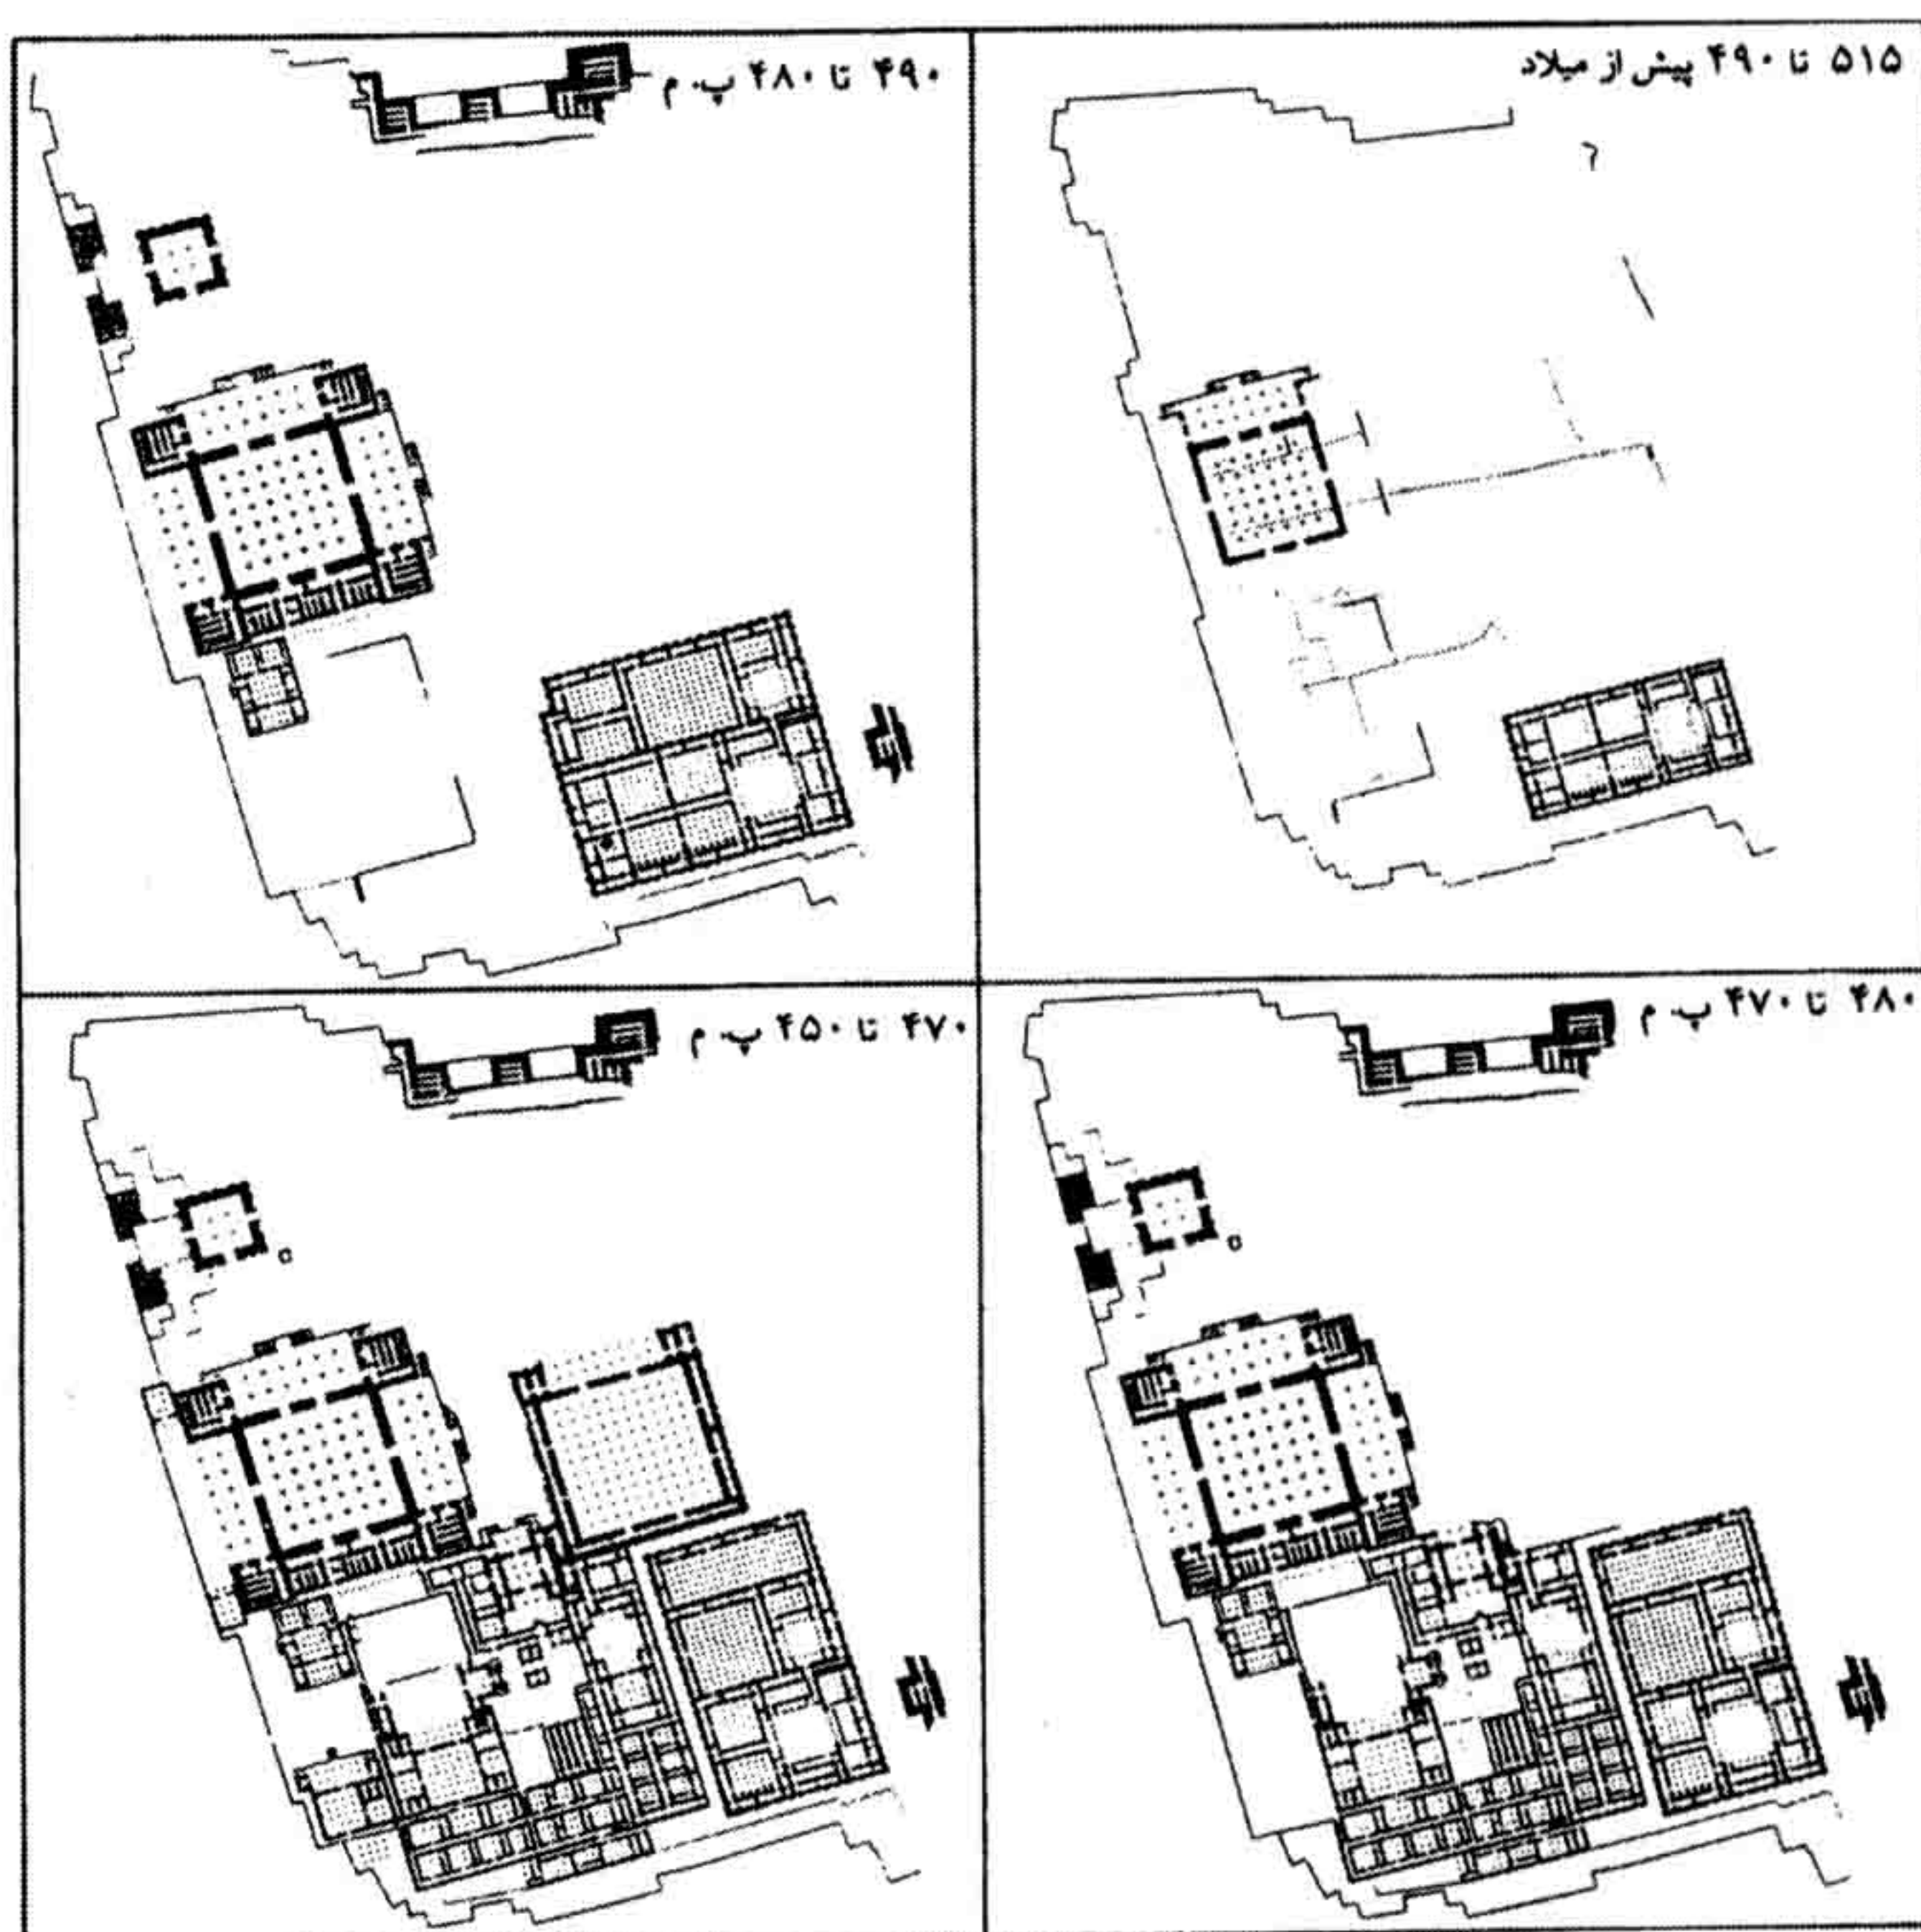 ۵۱۵ تا ۴۹۰ پیش از میلاد
۴۹۰ تا ۴۸۰ پ. م
۴۸۰ تا ۴۷۰ پ. م
۴۷۰ تا ۴۵۰ پ. م